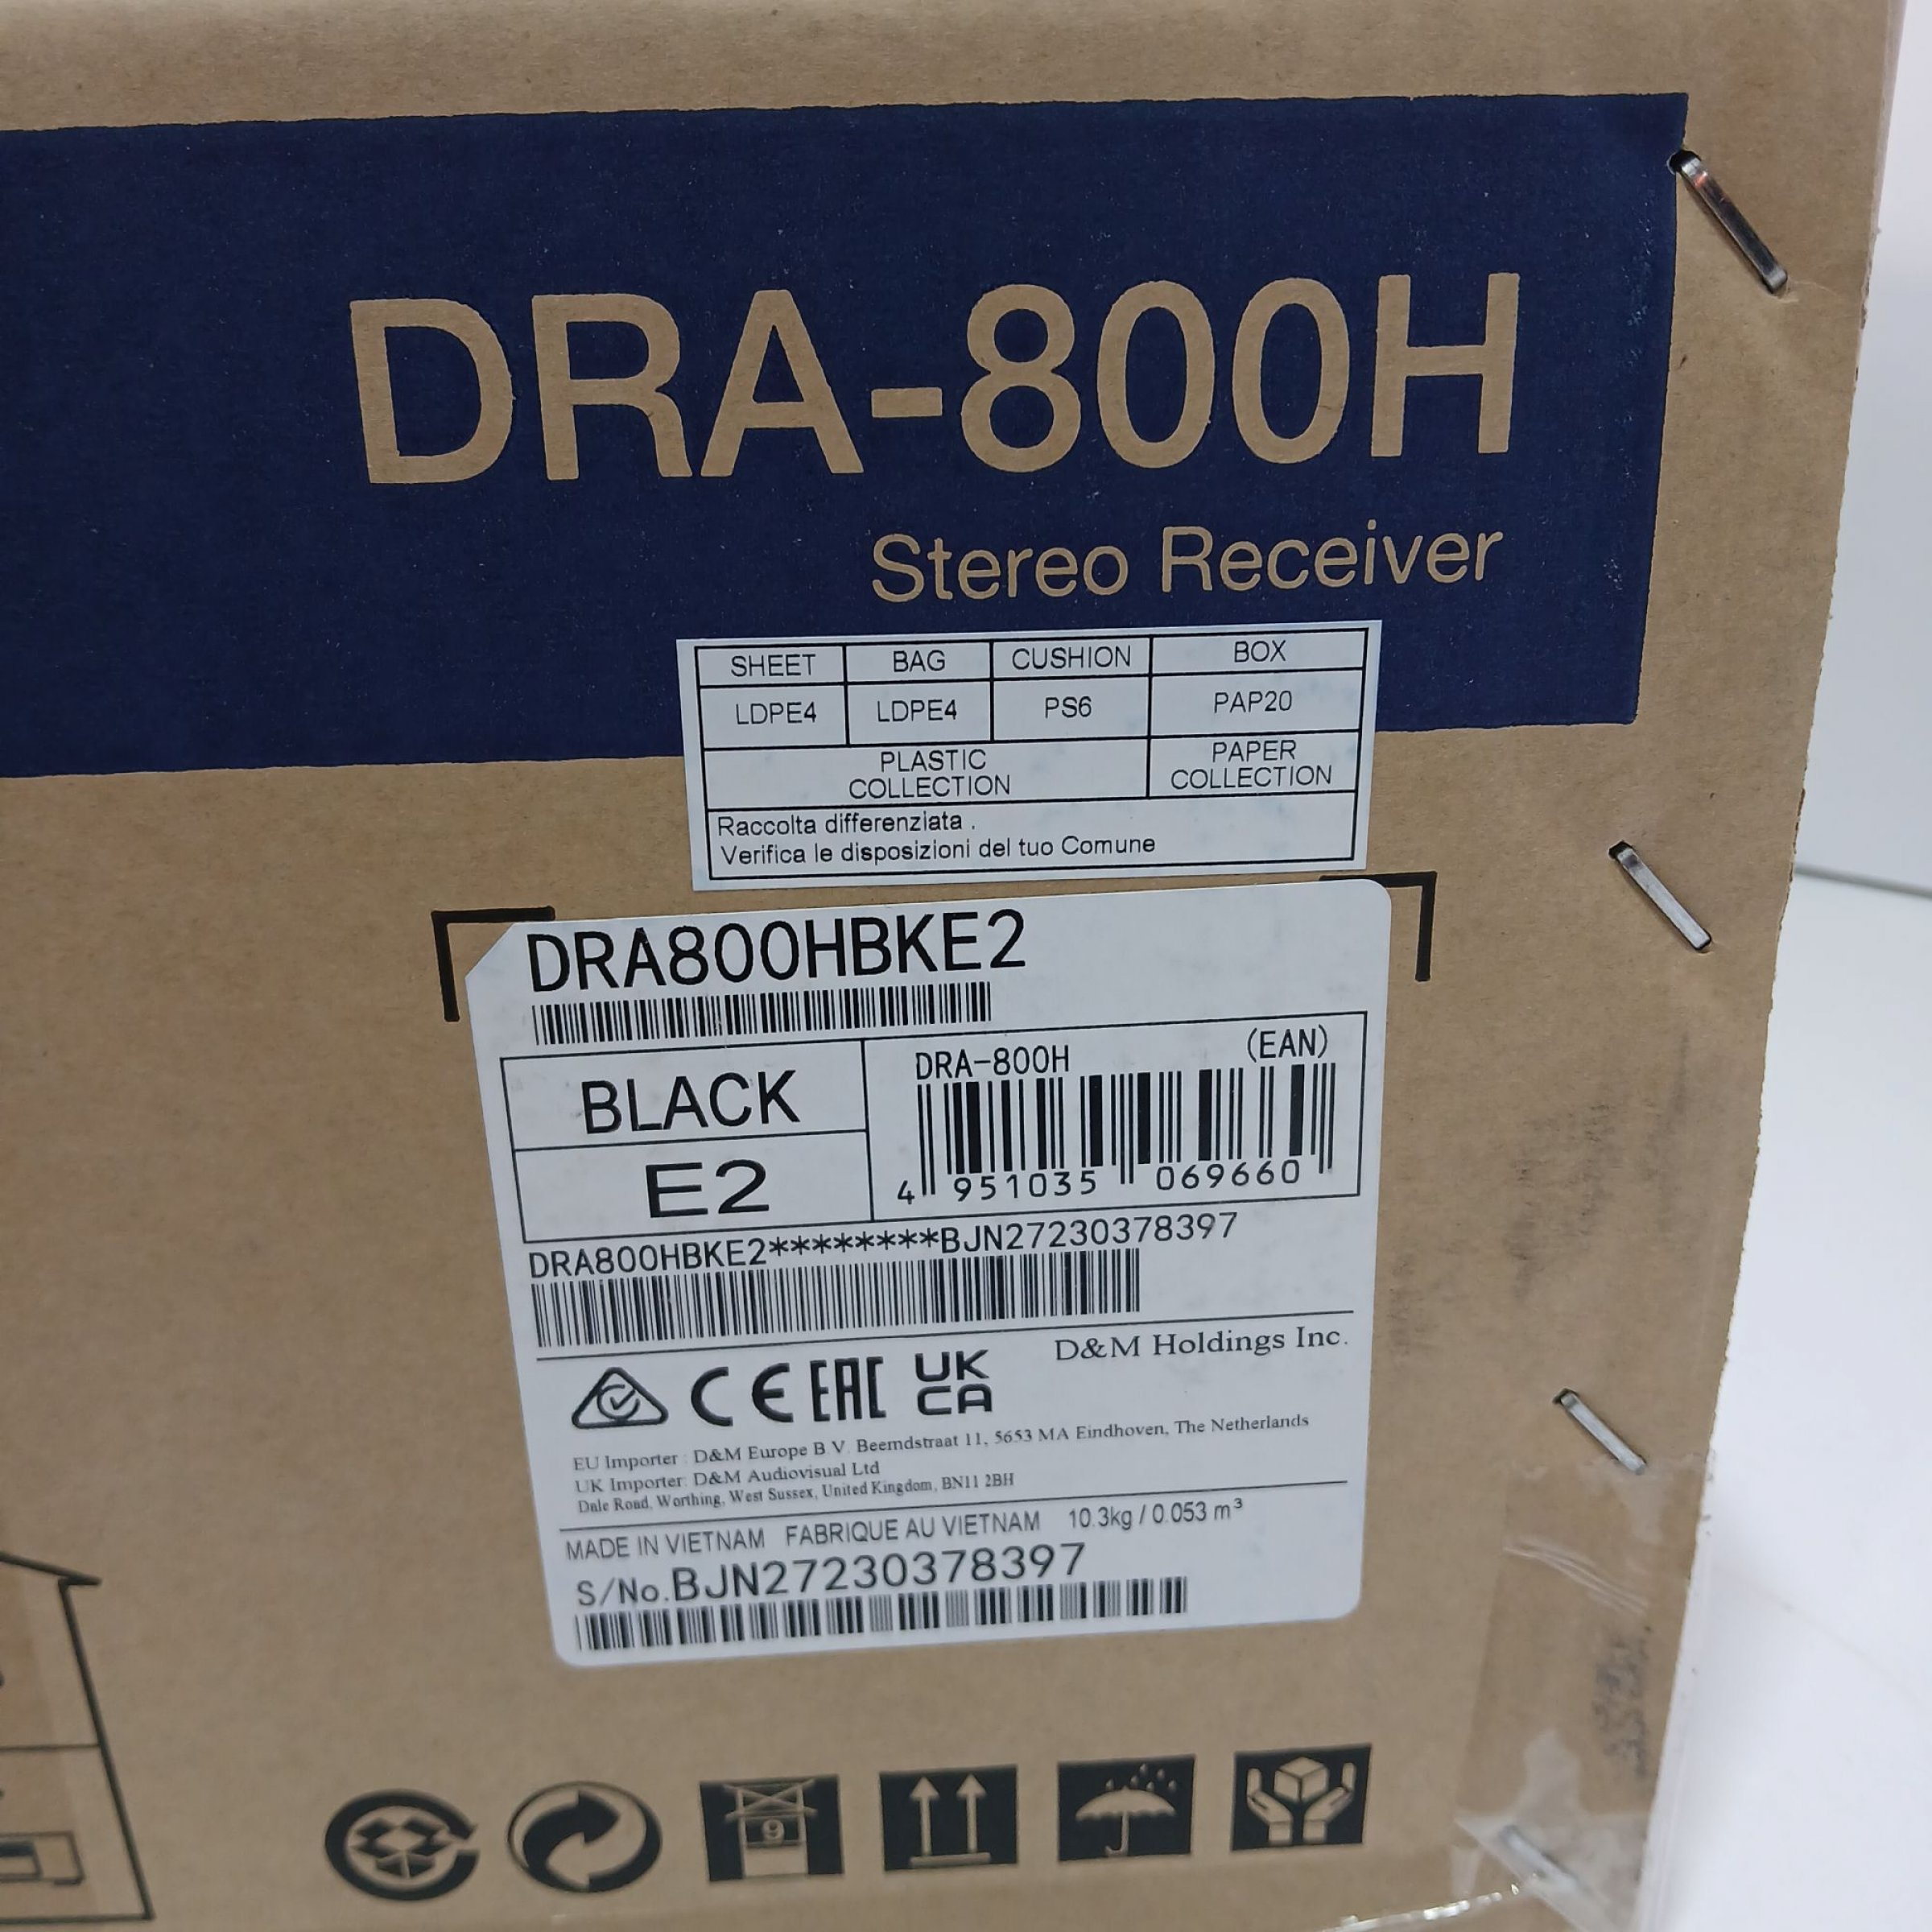 DRA-800H
Stereo Receiver
SHEET BAG CUSHION BOX
LDPE4 LDPE4 PS6 PAP20
PLASTIC COLLECTION PAPER COLLECTION
Raccolta differenziata .
Verifica le disposizioni del tuo Comune
DRA800HBKE2
BLACK
E2
DRA-800H (EAN)
4 951035 069660
DRA800HBKE2********BJN27230378397
D&M Holdings Inc.
CE EAC UK CA
EU Importer : D&M Europe B.V. Beemdstraat 11, 5653 MA Eindhoven, The Netherlands
UK Importer: D&M Audiovisual Ltd
Dale Road, Worthing, West Sussex, United Kingdom, BN11 2BH
MADE IN VIETNAM FABRIQUE AU VIETNAM 10.3kg / 0.053 m³
S/No.BJN27230378397
9